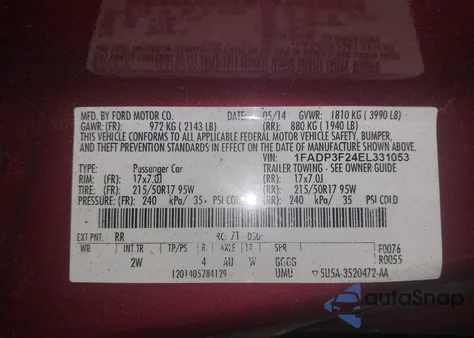 MFD. BY FORD MOTOR CO. DATE: 05/14 GVWR: 1810 KG ( 3990 LB)
GAWR: (FR): 972 KG ( 2143 LB) (RR): 880 KG ( 1940 LB)
THIS VEHICLE CONFORMS TO ALL APPLICABLE FEDERAL MOTOR VEHICLE SAFETY, BUMPER,
AND THEFT PREVENTION STANDARDS IN EFFECT ON THE DATE OF MANUFACTURE SHOWN ABOVE.
VIN: 1FADP3F24EL331053
TYPE: Passenger Car TRAILER TOWING - SEE OWNER GUIDE
RIM: (FR) 17x7.0J (RR): 17x7.0J
TIRE: (FR) 215/50R17 95W (RR): 215/50R17 95W
PRESSURE: (FR) 240 kPa/ 35 PSI COLD (RR): 240 kPa/ 35 PSI COLD
EXT PNT: RR RC: 71 DSO:
WB INT TR TP/PS R AXLE TR SPR F0076
2W 4 AU W GGGG R0055
1201405284129 UMU 5U5A-3520472-AA
autoSnap